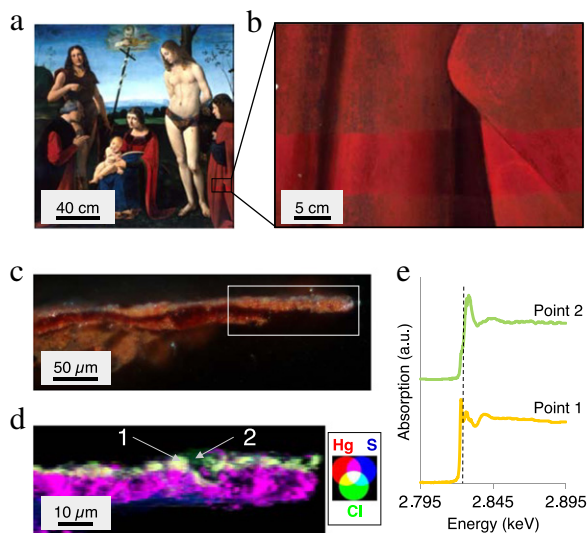 a
40 cm
b
5 cm
c
50 µm
d
1
2
10 µm
Hg
S
Cl
e
Absorption (a.u.)
Point 2
Point 1
2.795
2.845
2.895
Energy (keV)